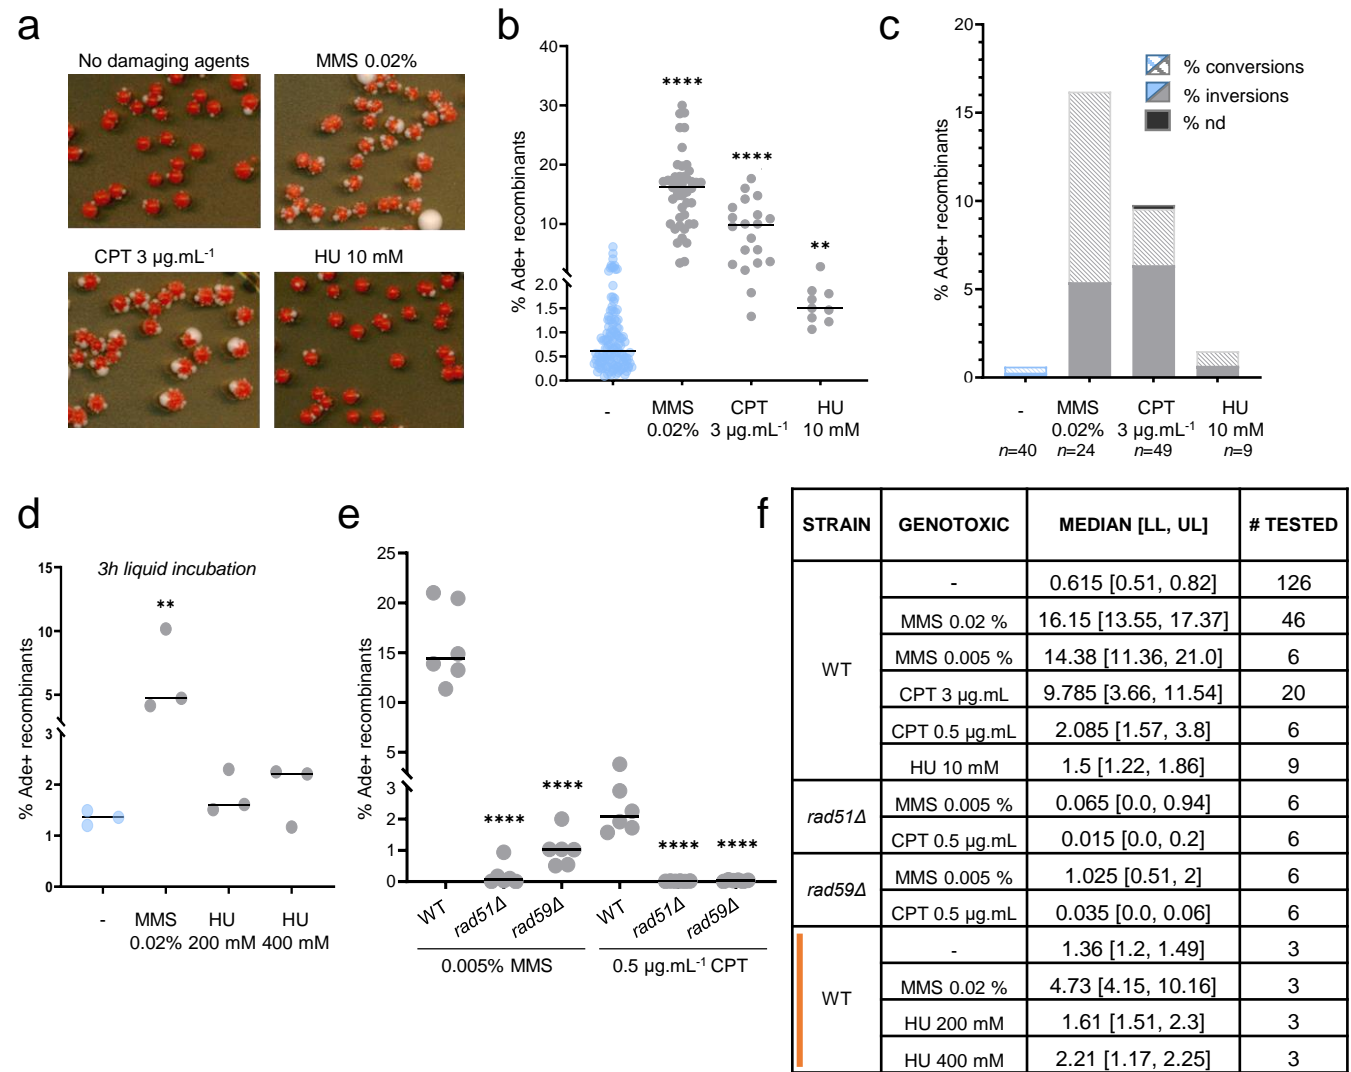 a
No damaging agents
MMS 0.02%
CPT 3 µg.mL-1
HU 10 mM
b
% Ade+ recombinants
40
30
20
10
2.0
1.5
1.0
0.5
0.0
****
****
**
-
MMS
0.02%
CPT
3 µg.mL-1
HU
10 mM
c
% Ade+ recombinants
20
15
10
5
0
% conversions
% inversions
% nd
-
MMS
0.02%
CPT
3 µg.mL-1
HU
10 mM
n=40
n=24
n=49
n=9
d
% Ade+ recombinants
15
10
5
3
2
1
0
3h liquid incubation
**
-
MMS
0.02%
HU
200 mM
HU
400 mM
e
% Ade+ recombinants
25
20
15
10
5
3
2
1
0
****
****
****
****
WT
rad51Δ
rad59Δ
WT
rad51Δ
rad59Δ
0.005% MMS
0.5 µg.mL-1 CPT
f
STRAIN GENOTOXIC MEDIAN [LL, UL] # TESTED
WT
- 0.615 [0.51, 0.82] 126
MMS 0.02 % 16.15 [13.55, 17.37] 46
MMS 0.005 % 14.38 [11.36, 21.0] 6
CPT 3 µg.mL 9.785 [3.66, 11.54] 20
CPT 0.5 µg.mL 2.085 [1.57, 3.8] 6
HU 10 mM 1.5 [1.22, 1.86] 9
rad51Δ
MMS 0.005 % 0.065 [0.0, 0.94] 6
CPT 0.5 µg.mL 0.015 [0.0, 0.2] 6
rad59Δ
MMS 0.005 % 1.025 [0.51, 2] 6
CPT 0.5 µg.mL 0.035 [0.0, 0.06] 6
WT
- 1.36 [1.2, 1.49] 3
MMS 0.02 % 4.73 [4.15, 10.16] 3
HU 200 mM 1.61 [1.51, 2.3] 3
HU 400 mM 2.21 [1.17, 2.25] 3